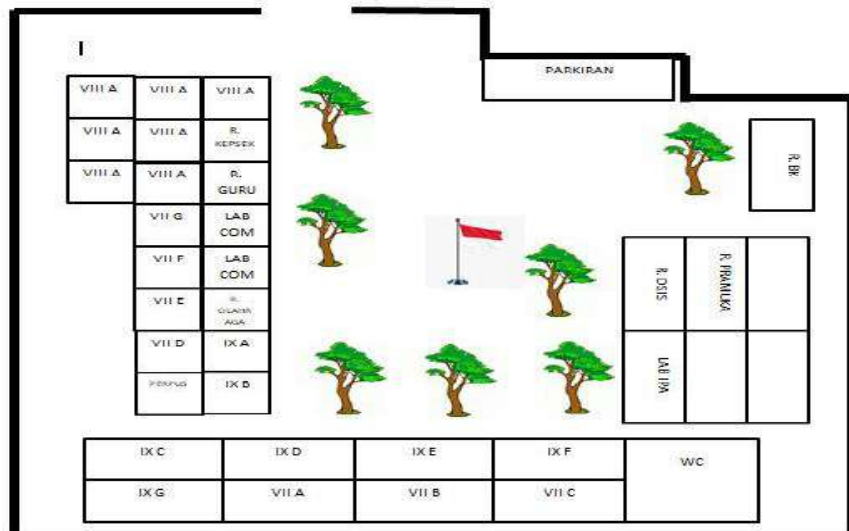 I
PARKIRAN
VIII A
VIII A
VIII A
VIII A
VIII A
R.
KEPSEK
VIII A
VIII A
R.
GURU
R. BK
VII G
LAB
COM
VII F
LAB
COM
R. OSIS
R. PRAMUKA
VII E
R.
VII D
IX A
LAB IPA
PERPUS
IX B
IX C
IX D
IX E
IX F
WC
IX G
VII A
VII B
VII C